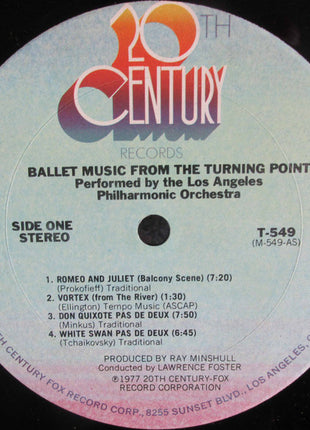 20TH
CENTURY
RECORDS
BALLET MUSIC FROM THE TURNING POINT
Performed by the Los Angeles
Philharmonic Orchestra
SIDE ONE
STEREO
T-549
(M-549-AS)
1. ROMEO AND JULIET (Balcony Scene) (7:20)
(Prokofieff) Traditional
2. VORTEX (from The River) (1:30)
(Ellington) Tempo Music (ASCAP)
3. DON QUIXOTE PAS DE DEUX (7:50)
(Minkus) Traditional
4. WHITE SWAN PAS DE DEUX (6:45)
(Tchaikovsky) Traditional
PRODUCED BY RAY MINSHULL
Conducted by LAWRENCE FOSTER
℗1977 20TH CENTURY-FOX
RECORD CORPORATION
CENTURY FOX RECORD CORP., 8255 SUNSET BLVD., LOS ANGELES,